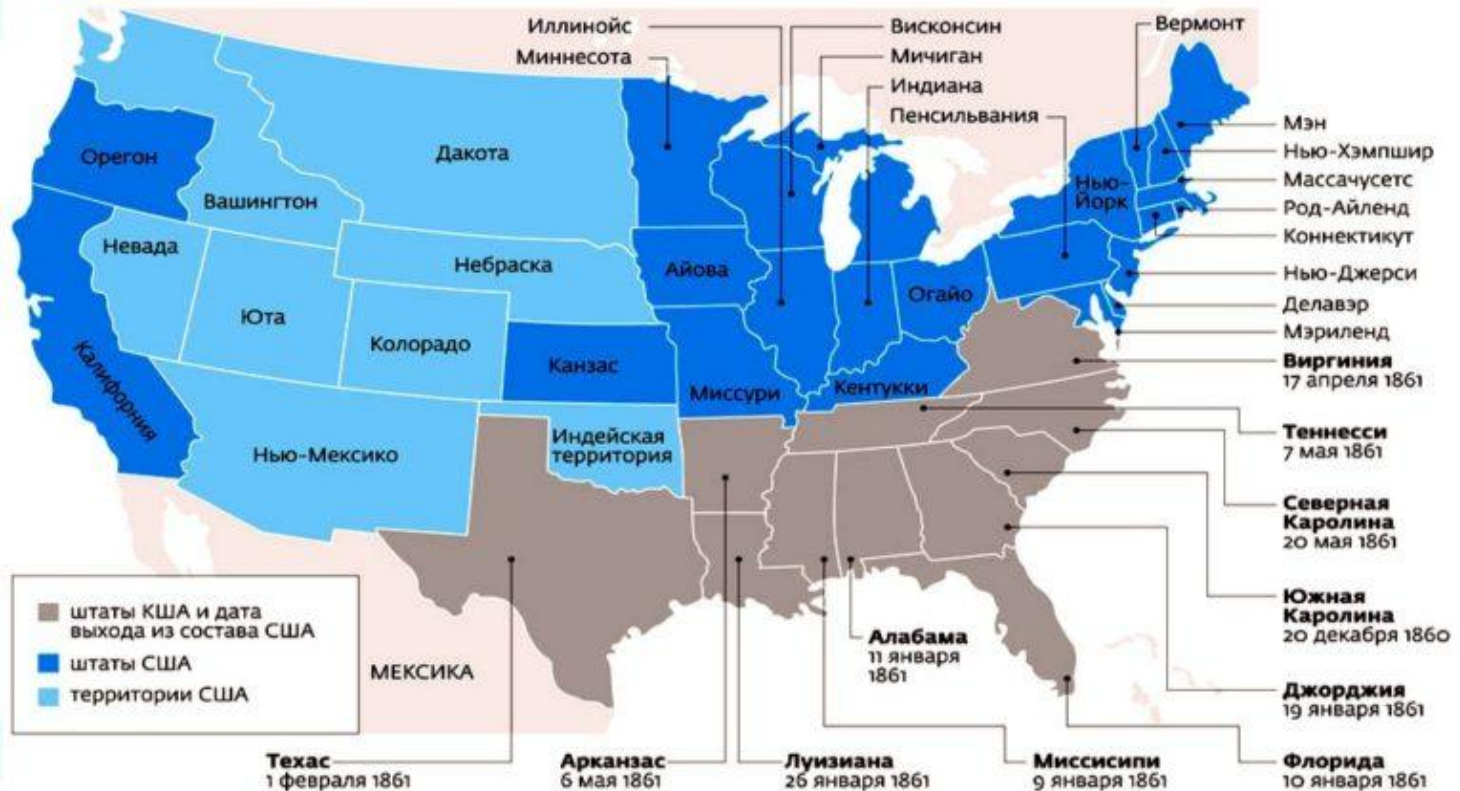 Иллинойс
Миннесота
Висконсин
Мичиган
Индиана
Пенсильвания
Вермонт
Мэн
Нью-Хэмпшир
Массачусетс
Род-Айленд
Коннектикут
Нью-Джерси
Делавэр
Мэриленд
Виргиния
17 апреля 1861
Теннесси
7 мая 1861
Северная
Каролина
20 мая 1861
Южная
Каролина
20 декабря 1860
Джорджия
19 января 1861
Флорида
10 января 1861
Орегон
Вашингтон
Дакота
Невада
Небраска
Айова
Нью-
Йорк
Огайо
Юта
Колорадо
Канзас
Миссури
Кентукки
Калифорния
Нью-Мексико
Индейская
территория
штаты КША и дата
выхода из состава США
штаты США
территории США
МЕКСИКА
Алабама
11 января
1861
Техас
1 февраля 1861
Арканзас
6 мая 1861
Луизиана
26 января 1861
Миссисипи
9 января 1861